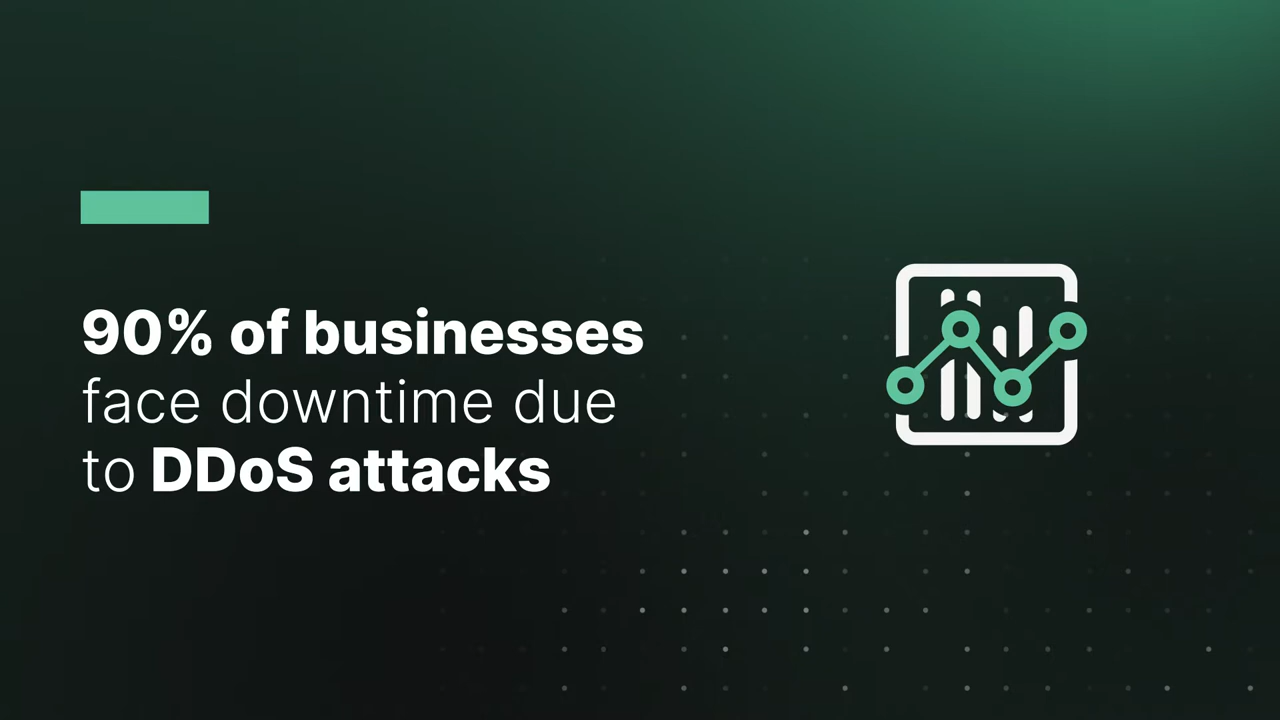 90% of businesses
face downtime due
to DDoS attacks